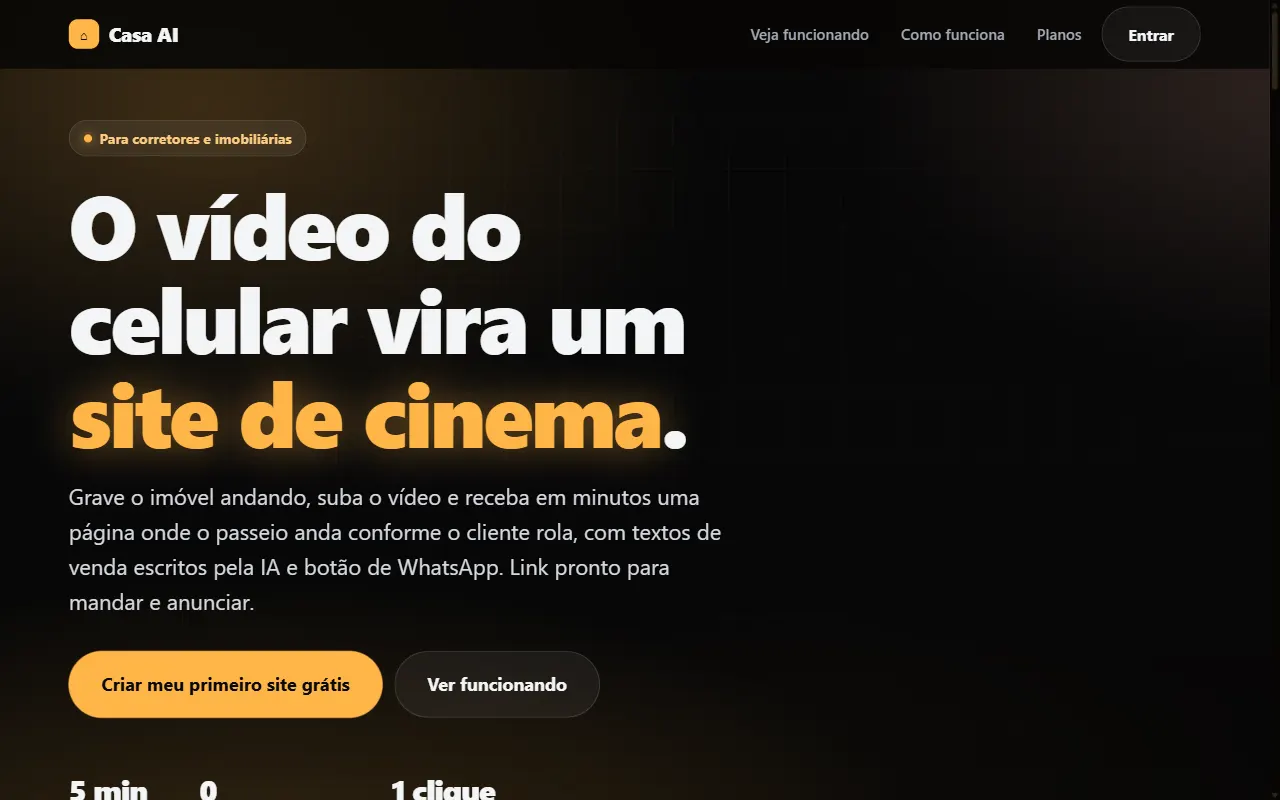 Casa AI
Veja funcionando
Como funciona
Planos
Entrar
Para corretores e imobiliárias
O vídeo do
celular vira um
site de cinema.
Grave o imóvel andando, suba o vídeo e receba em minutos uma
página onde o passeio anda conforme o cliente rola, com textos de
venda escritos pela IA e botão de WhatsApp. Link pronto para
mandar e anunciar.
Criar meu primeiro site grátis
Ver funcionando
5 min
0
1 clique